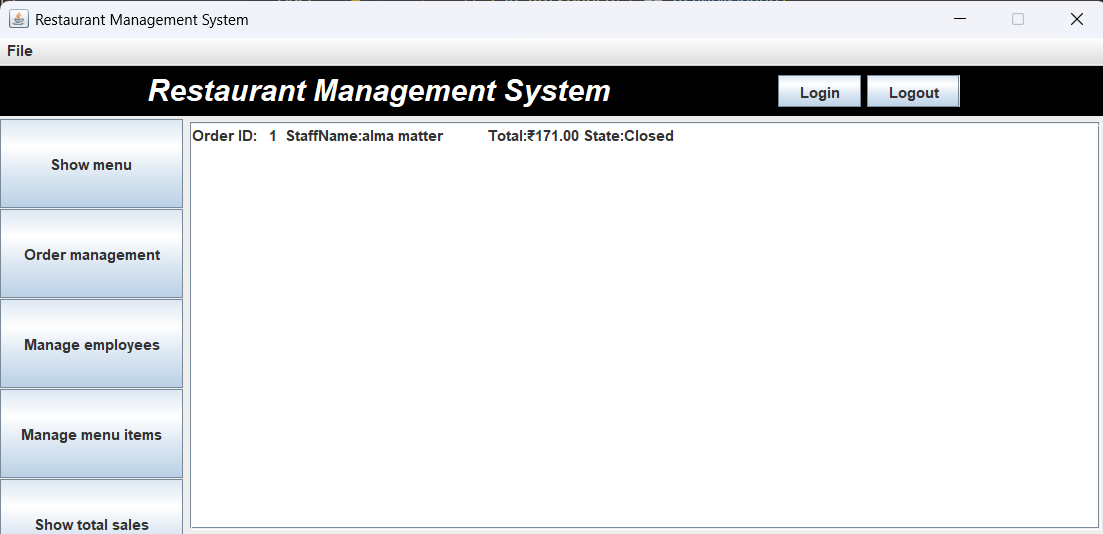 Restaurant Management System
File
Restaurant Management System
Login
Logout
Show menu
Order management
Manage employees
Manage menu items
Show total sales
Order ID: 1 StaffName:alma matter Total:₹171.00 State:Closed